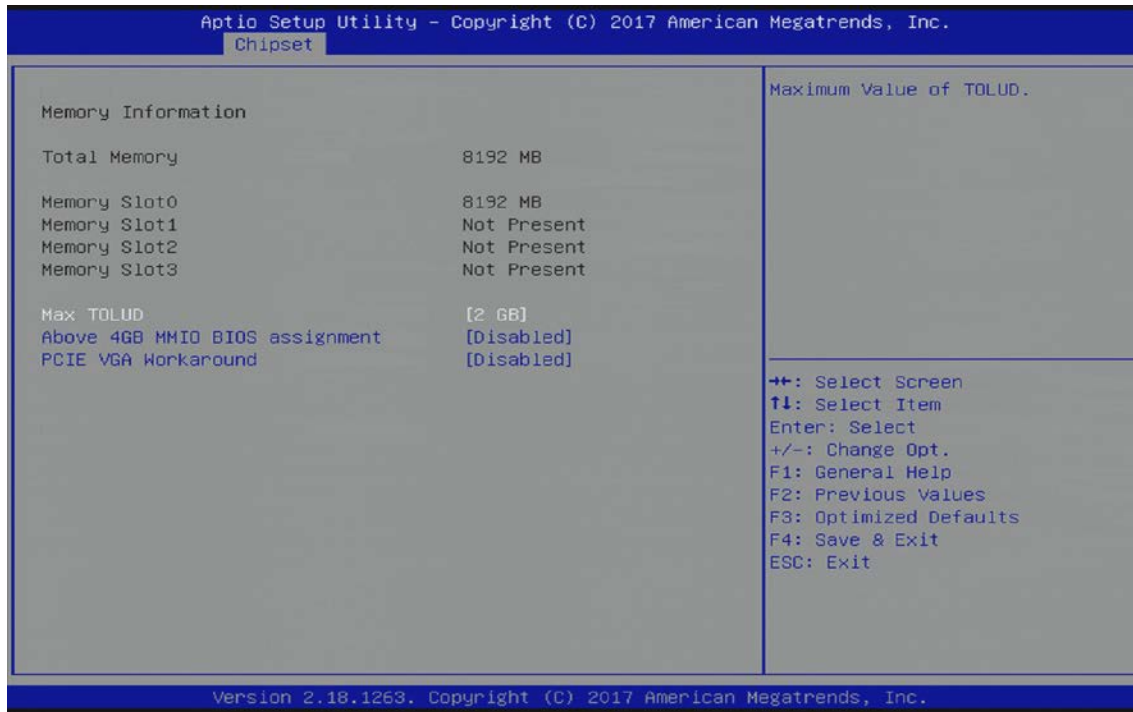 Aptio Setup Utility – Copyright (C) 2017 American Megatrends, Inc.
Chipset
Memory Information
Total Memory 8192 MB
Memory Slot0 8192 MB
Memory Slot1 Not Present
Memory Slot2 Not Present
Memory Slot3 Not Present
Max TOLUD [2 GB]
Above 4GB MMIO BIOS assignment [Disabled]
PCIE VGA Workaround [Disabled]
Maximum Value of TOLUD.
→←: Select Screen
↑↓: Select Item
Enter: Select
+/-: Change Opt.
F1: General Help
F2: Previous Values
F3: Optimized Defaults
F4: Save & Exit
ESC: Exit
Version 2.18.1263. Copyright (C) 2017 American Megatrends, Inc.